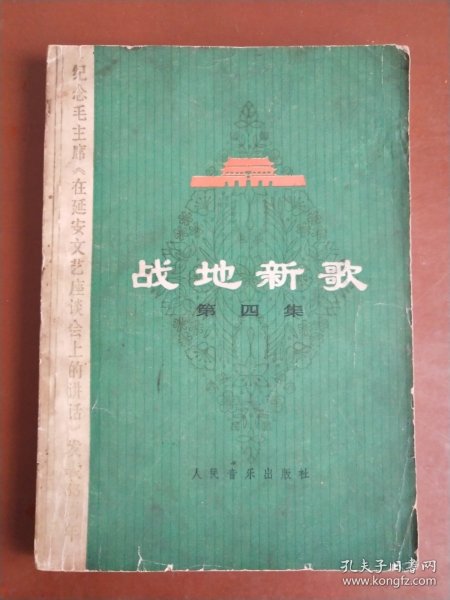 纪念毛主席《在延安文艺座谈会上的讲话》发表 年
战地新歌
第四集
人民音乐出版社
孔夫子旧书网
www.kongfz.com